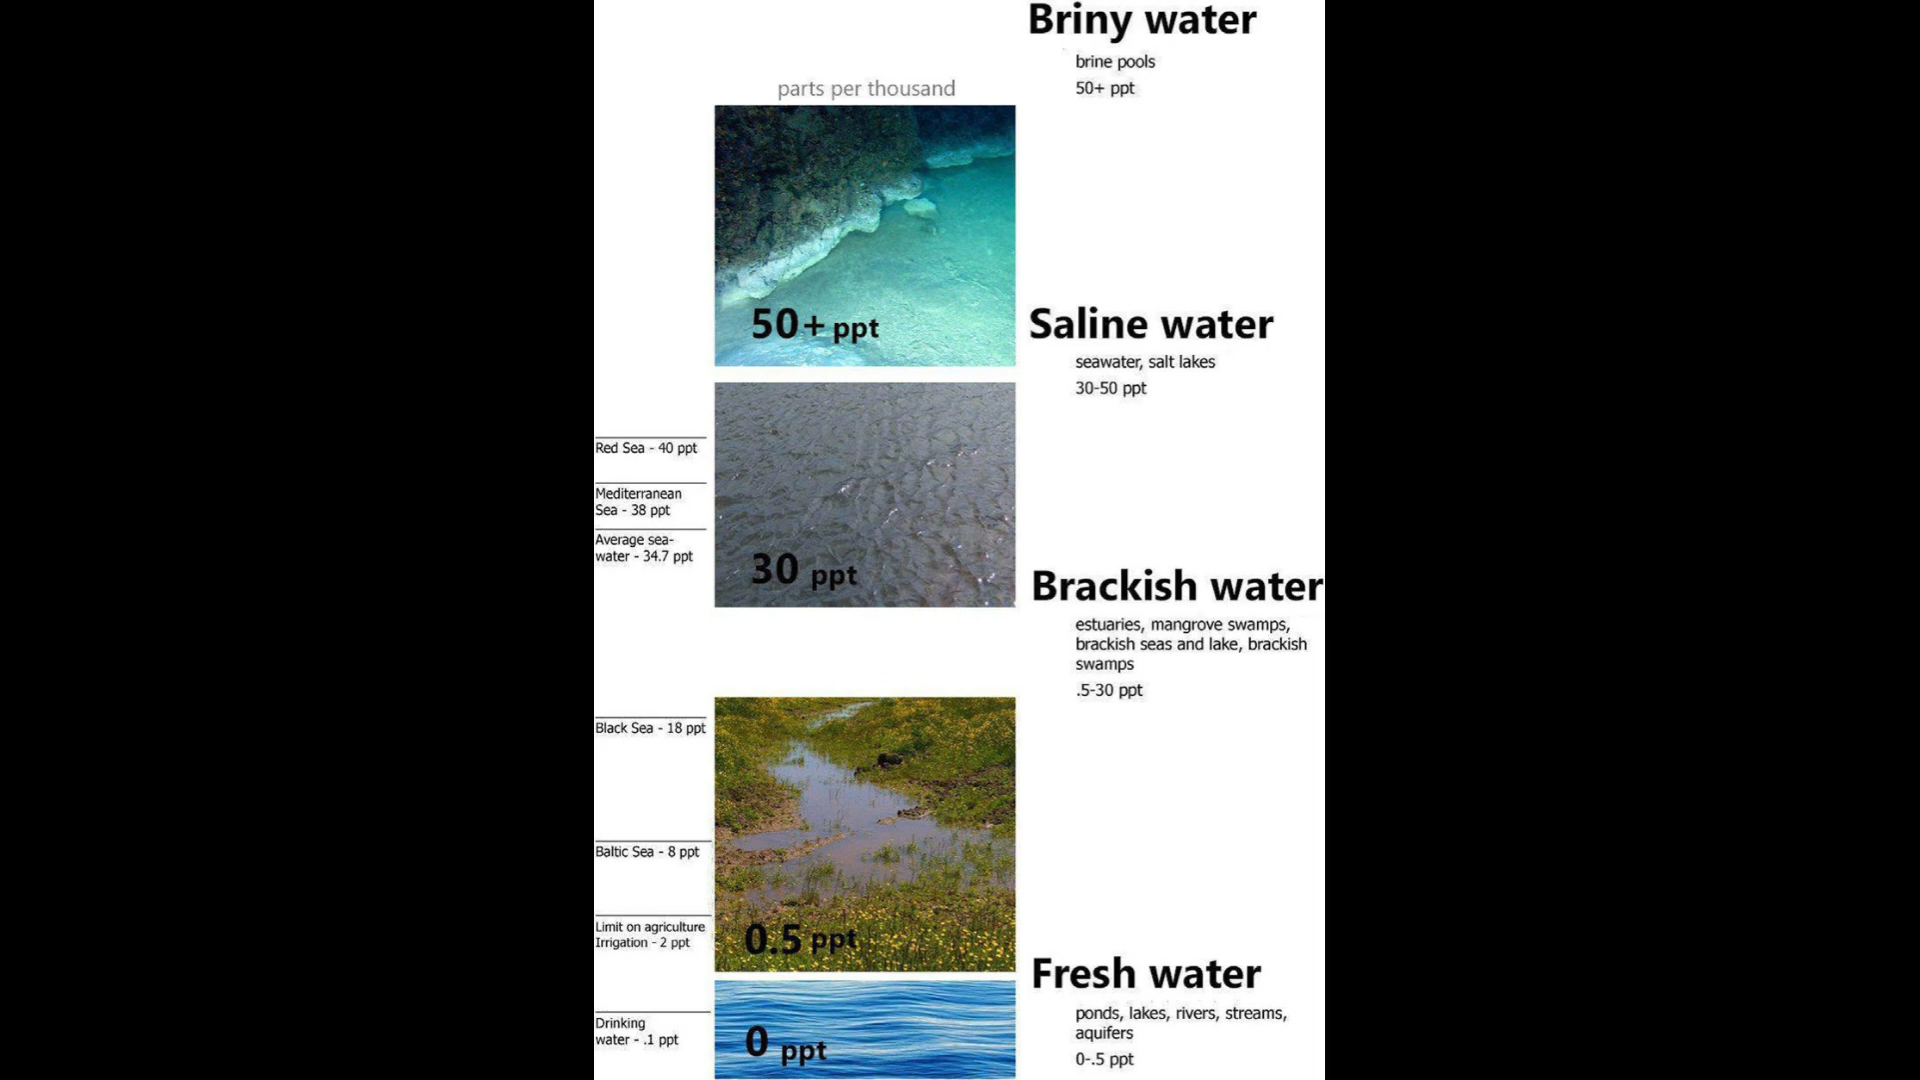 Briny water
brine pools
50+ ppt
parts per thousand
50+ ppt
Saline water
seawater, salt lakes
30-50 ppt
Red Sea - 40 ppt
Mediterranean
Sea - 38 ppt
Average sea-
water - 34.7 ppt
30 ppt
Brackish water
estuaries, mangrove swamps,
brackish seas and lake, brackish
swamps
.5-30 ppt
Black Sea - 18 ppt
Baltic Sea - 8 ppt
Limit on agriculture
Irrigation - 2 ppt
0.5 ppt
Fresh water
ponds, lakes, rivers, streams,
aquifers
0-.5 ppt
Drinking
water - .1 ppt
0 ppt